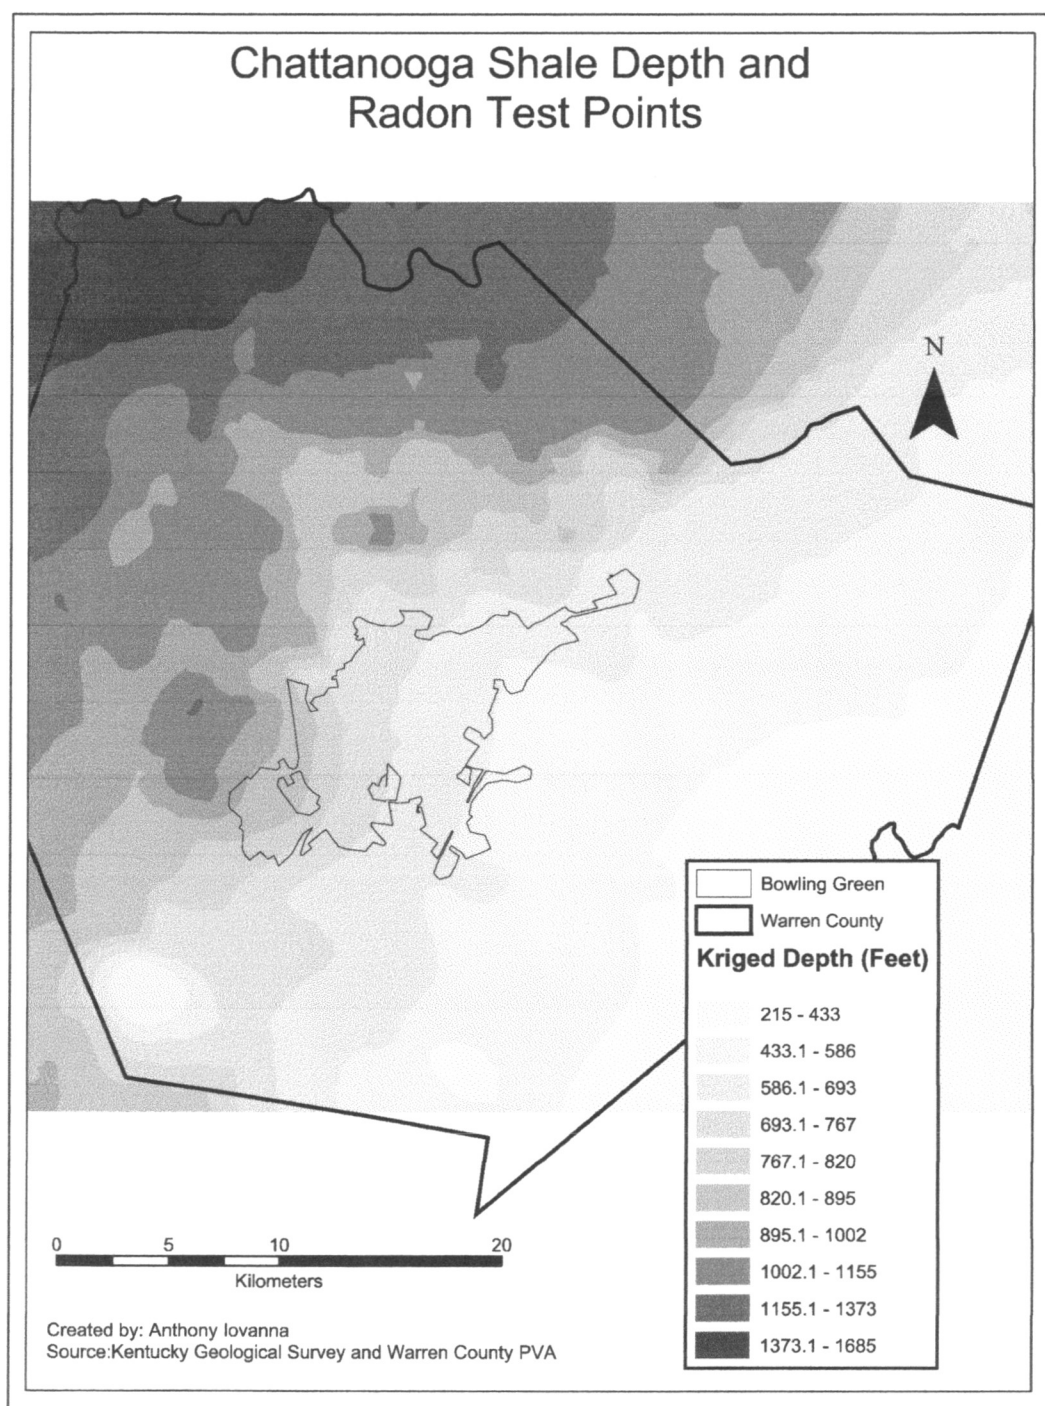 Chattanooga Shale Depth and
Radon Test Points
N
Bowling Green
Warren County
Kriged Depth (Feet)
215 - 433
433.1 - 586
586.1 - 693
693.1 - 767
767.1 - 820
820.1 - 895
895.1 - 1002
1002.1 - 1155
1155.1 - 1373
1373.1 - 1685
0 5 10 20
Kilometers
Created by: Anthony Iovanna
Source:Kentucky Geological Survey and Warren County PVA